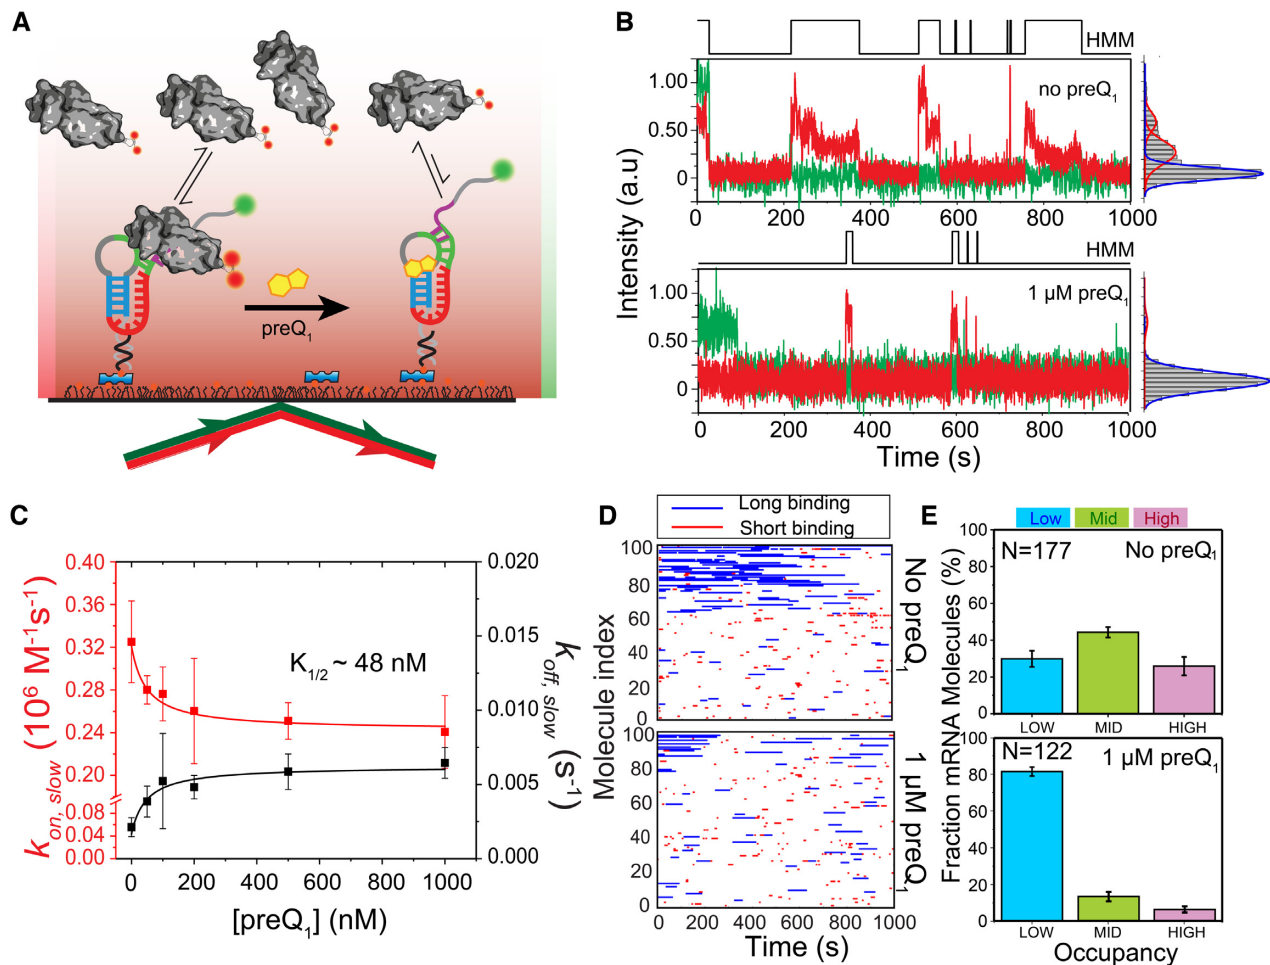 A
preQ1
B
HMM
no preQ1
1.00
0.50
0
0 200 400 600 800 1000
HMM
1 µM preQ1
1.00
0.50
0
0 200 400 600 800 1000
Intensity (a.u)
Time (s)
C
0.40
0.36
0.32
0.28
0.24
0.20
0.08
0.04
0.00
kon, slow (10^6 M-1s-1)
K1/2 ~ 48 nM
0.020
0.015
0.010
0.005
0.000
koff, slow (s-1)
0 200 400 600 800 1000
[preQ1] (nM)
D
Long binding
Short binding
100
80
60
40
20
0
No preQ1
100
80
60
40
20
0
1 µM preQ1
Molecule index
0 200 400 600 800 1000
Time (s)
E
Low Mid High
100
80
60
40
20
0
N=177 No preQ1
LOW MID HIGH
80
60
40
20
0
N=122 1 µM preQ1
LOW MID HIGH
Fraction mRNA Molecules (%)
Occupancy